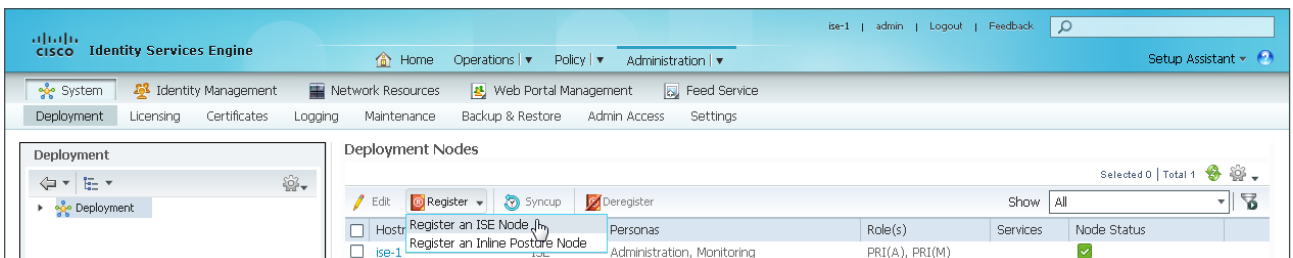 ise-1 | admin | Logout | Feedback
CISCO Identity Services Engine
Home Operations | Policy | Administration | Setup Assistant
System Identity Management Network Resources Web Portal Management Feed Service
Deployment Licensing Certificates Logging Maintenance Backup & Restore Admin Access Settings
Deployment
Deployment Nodes
Selected 0 | Total 1
Edit Register Syncup Deregister Show All
Deployment
Register an ISE Node
Personas Role(s) Services Node Status
Register an Inline Posture Node
ise-1 ISE Administration, Monitoring PRI(A), PRI(M)